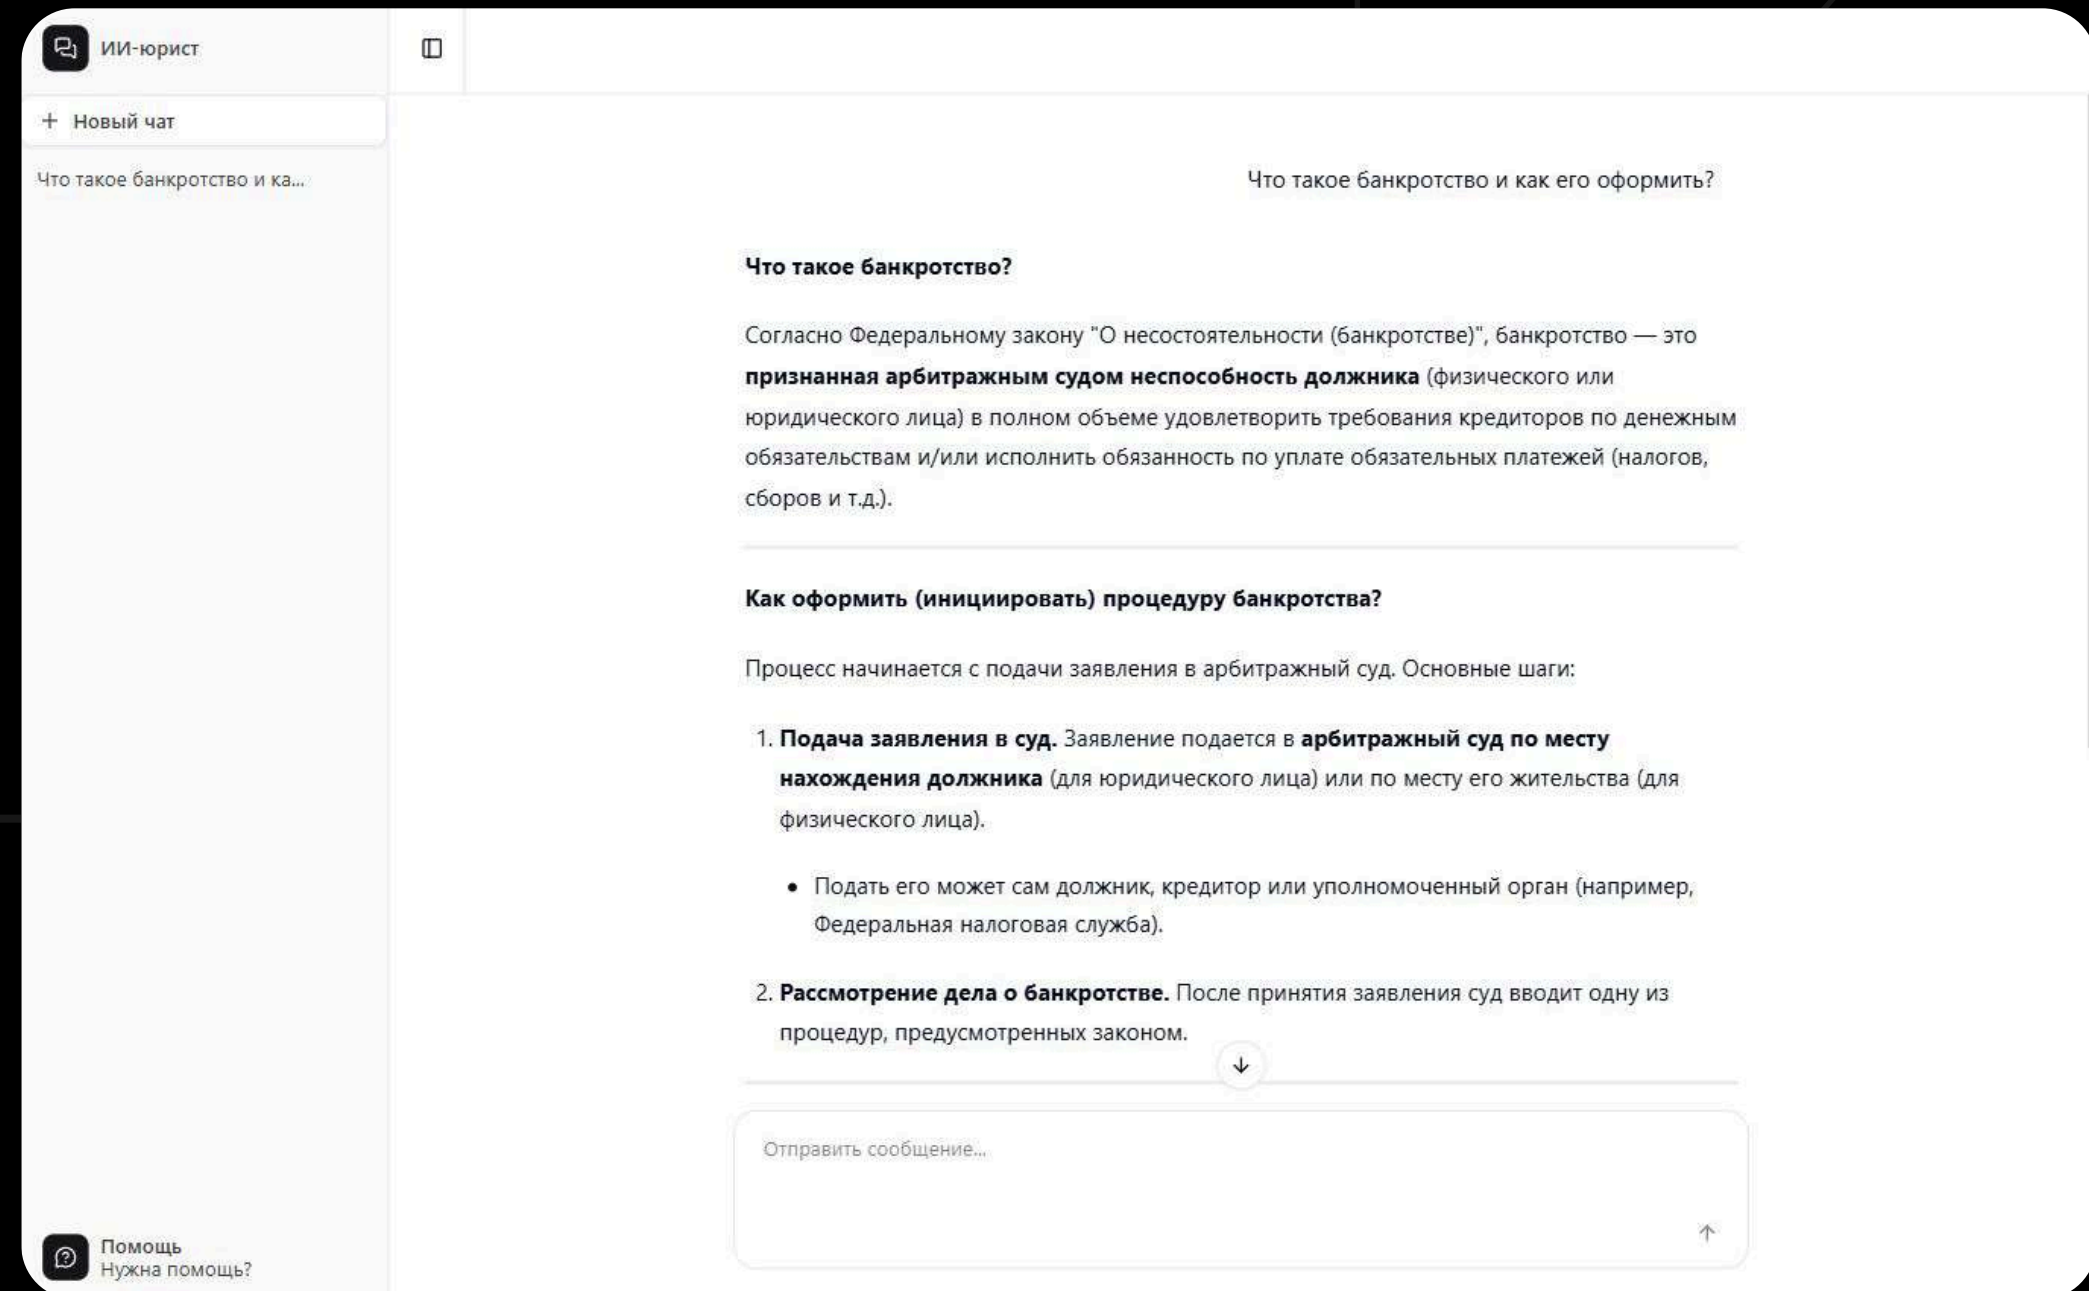 ИИ-юрист
+ Новый чат
Что такое банкротство и ка...
Что такое банкротство и как его оформить?
Что такое банкротство?
Согласно Федеральному закону "О несостоятельности (банкротстве)", банкротство — это
признанная арбитражным судом неспособность должника (физического или
юридического лица) в полном объеме удовлетворить требования кредиторов по денежным
обязательствам и/или исполнить обязанность по уплате обязательных платежей (налогов,
сборов и т.д.).
Как оформить (инициировать) процедуру банкротства?
Процесс начинается с подачи заявления в арбитражный суд. Основные шаги:
1. Подача заявления в суд. Заявление подается в арбитражный суд по месту
нахождения должника (для юридического лица) или по месту его жительства (для
физического лица).
• Подать его может сам должник, кредитор или уполномоченный орган (например,
Федеральная налоговая служба).
2. Рассмотрение дела о банкротстве. После принятия заявления суд вводит одну из
процедур, предусмотренных законом.
Отправить сообщение...
Помощь
Нужна помощь?